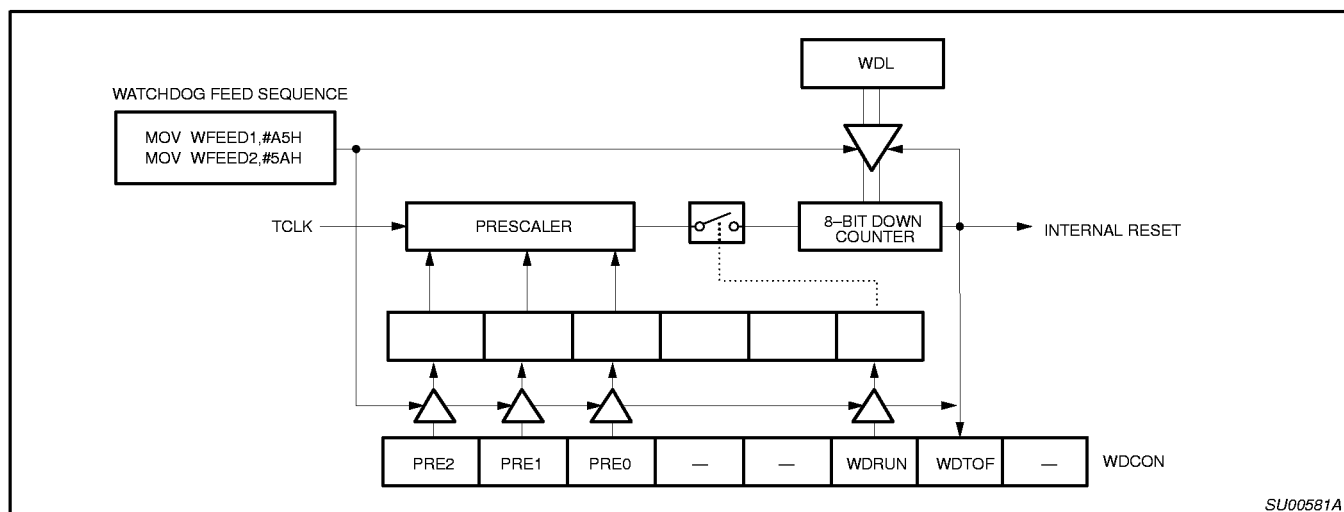 WDL
WATCHDOG FEED SEQUENCE
MOV WFEED1,#A5H
MOV WFEED2,#5AH
TCLK
PRESCALER
8–BIT DOWN
COUNTER
INTERNAL RESET
PRE2 PRE1 PRE0 — — WDRUN WDTOF — WDCON
SU00581A